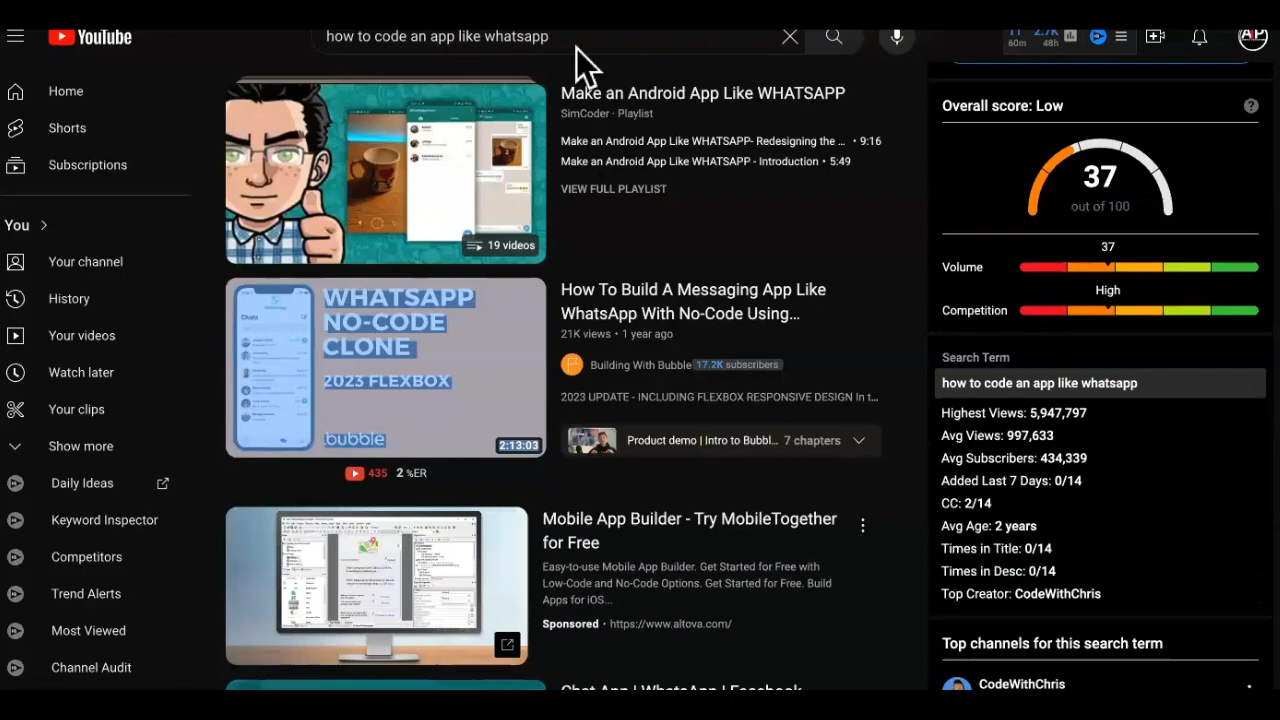 YouTube
how to code an app like whatsapp
60m
48h
Home
Shorts
Subscriptions
You
Your channel
History
Your videos
Watch later
Your clips
Show more
Daily Ideas
Keyword Inspector
Competitors
Trend Alerts
Most Viewed
Channel Audit
19 videos
Make an Android App Like WHATSAPP
SimCoder · Playlist
Make an Android App Like WHATSAPP- Redesigning the ... • 9:16
Make an Android App Like WHATSAPP - Introduction • 5:49
VIEW FULL PLAYLIST
Chats
WHATSAPP
NO-CODE
CLONE
2023 FLEXBOX
.bubble
2:13:03
435 2 %ER
How To Build A Messaging App Like
WhatsApp With No-Code Using...
21K views • 1 year ago
Building With Bubble 17.2K subscribers
2023 UPDATE - INCLUDING FLEXBOX RESPONSIVE DESIGN In t...
Product demo | Intro to Bubbl... 7 chapters
Mobile App Builder - Try MobileTogether
for Free
Easy-to-use Mobile App Builder. Get Started for Free with
Low-Code and No-Code Options. Get Started for Free. Build
Apps for iOS...
Sponsored • https://www.altova.com/
Chat App | WhatsApp | Facebook
Overall score: Low
37
out of 100
37
Volume
High
Competition
Search Term
how to code an app like whatsapp
Highest Views: 5,947,797
Avg Views: 997,633
Avg Subscribers: 434,339
Added Last 7 Days: 0/14
CC: 2/14
Avg Age: 2 years
Times in Title: 0/14
Times in Desc: 0/14
Top Creator: CodeWithChris
Top channels for this search term
CodeWithChris